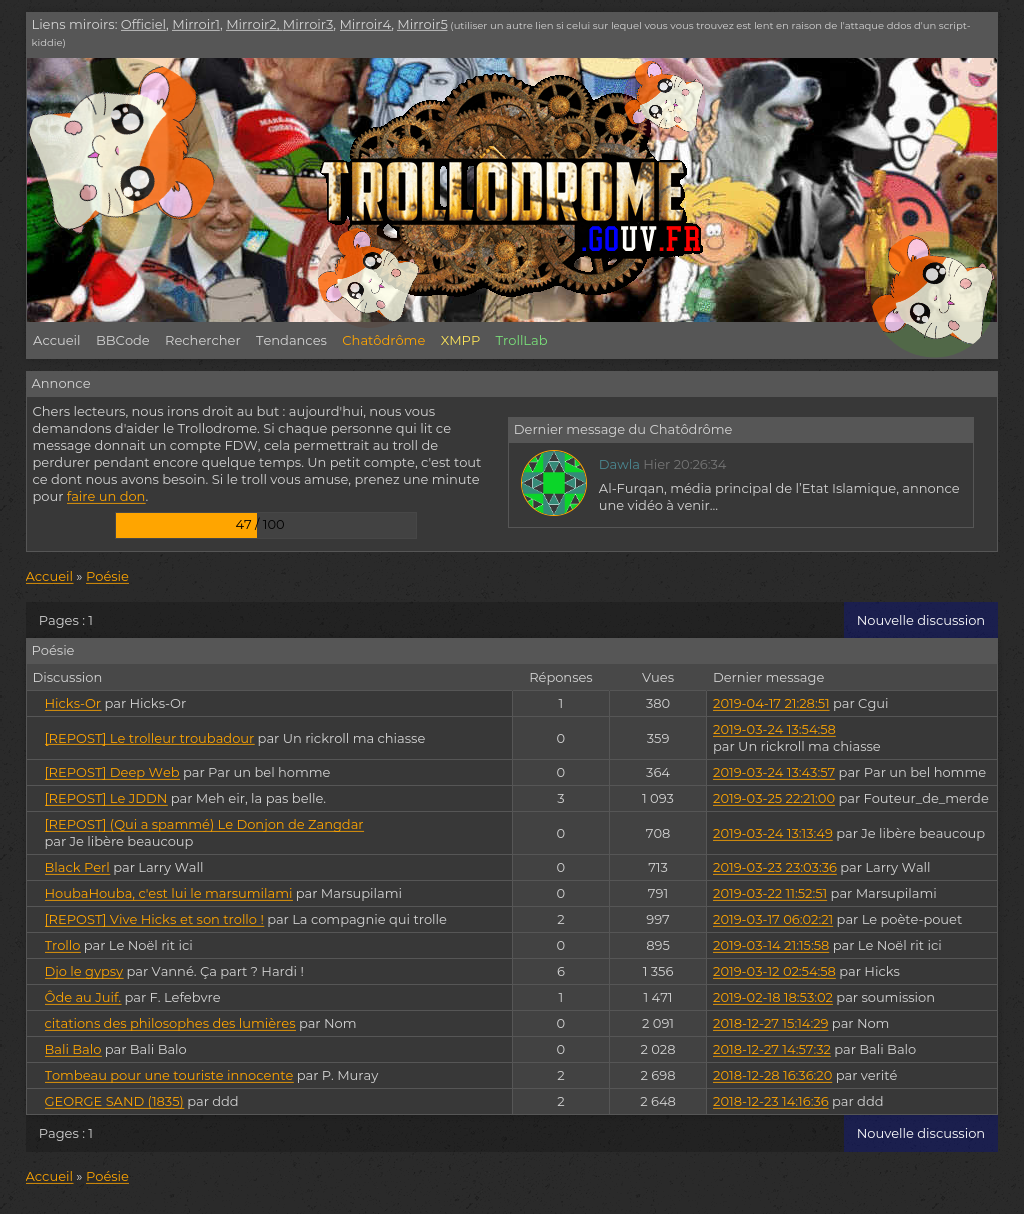 Liens miroirs: Officiel, Mirroir1, Mirroir2, Mirroir3, Mirroir4, Mirroir5 (utiliser un autre lien si celui sur lequel vous vous trouvez est lent en raison de l'attaque ddos d'un script-
kiddie)
TROLLODROME
.GOUV.FR
Accueil BBCode Rechercher Tendances Chatôdrôme XMPP TrollLab
Annonce
Chers lecteurs, nous irons droit au but : aujourd'hui, nous vous
demandons d'aider le Trollodrome. Si chaque personne qui lit ce
message donnait un compte FDW, cela permettrait au troll de
perdurer pendant encore quelque temps. Un petit compte, c'est tout
ce dont nous avons besoin. Si le troll vous amuse, prenez une minute
pour faire un don.
47 / 100
Dernier message du Chatôdrôme
Dawla Hier 20:26:34
Al-Furqan, média principal de l'Etat Islamique, annonce
une vidéo à venir...
Accueil » Poésie
Pages : 1 Nouvelle discussion
Poésie
Discussion Réponses Vues Dernier message
Hicks-Or par Hicks-Or 1 380 2019-04-17 21:28:51 par Cgui
[REPOST] Le trolleur troubadour par Un rickroll ma chiasse 0 359 2019-03-24 13:54:58
par Un rickroll ma chiasse
[REPOST] Deep Web par Par un bel homme 0 364 2019-03-24 13:43:57 par Par un bel homme
[REPOST] Le JDDN par Meh eir, la pas belle. 3 1 093 2019-03-25 22:21:00 par Fouteur_de_merde
[REPOST] (Qui a spammé) Le Donjon de Zangdar
par Je libère beaucoup 0 708 2019-03-24 13:13:49 par Je libère beaucoup
Black Perl par Larry Wall 0 713 2019-03-23 23:03:36 par Larry Wall
HoubaHouba, c'est lui le marsumilami par Marsupilami 0 791 2019-03-22 11:52:51 par Marsupilami
[REPOST] Vive Hicks et son trollo ! par La compagnie qui trolle 2 997 2019-03-17 06:02:21 par Le poète-pouet
Trollo par Le Noël rit ici 0 895 2019-03-14 21:15:58 par Le Noël rit ici
Djo le gypsy par Vanné. Ça part ? Hardi ! 6 1 356 2019-03-12 02:54:58 par Hicks
Ôde au Juif. par F. Lefebvre 1 1 471 2019-02-18 18:53:02 par soumission
citations des philosophes des lumières par Nom 0 2 091 2018-12-27 15:14:29 par Nom
Bali Balo par Bali Balo 0 2 028 2018-12-27 14:57:32 par Bali Balo
Tombeau pour une touriste innocente par P. Muray 2 2 698 2018-12-28 16:36:20 par verité
GEORGE SAND (1835) par ddd 2 2 648 2018-12-23 14:16:36 par ddd
Pages : 1 Nouvelle discussion
Accueil » Poésie